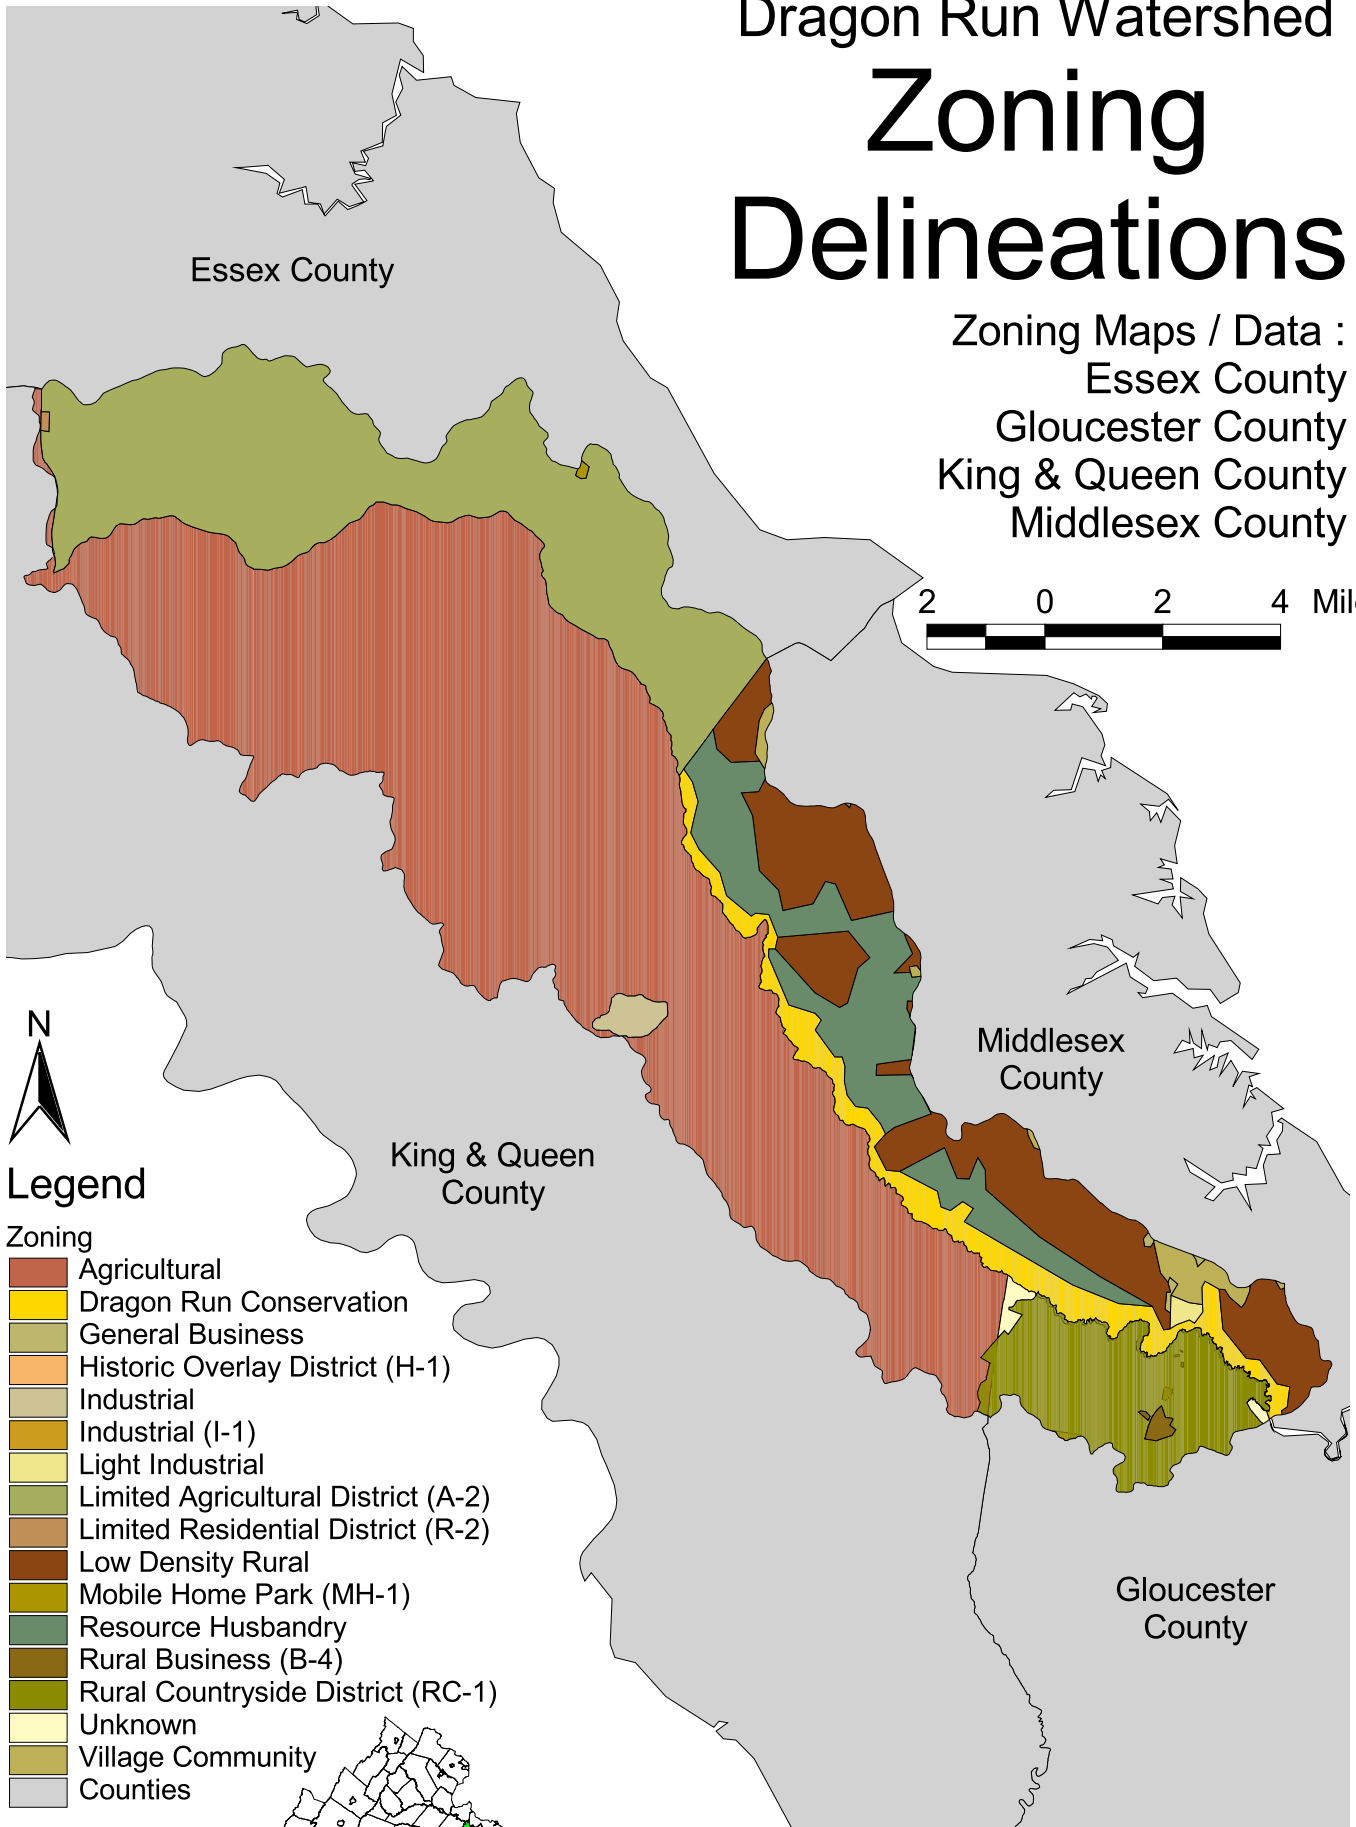 Dragon Run Watershed
Zoning
Delineations
Zoning Maps / Data :
Essex County
Gloucester County
King & Queen County
Middlesex County
2 0 2 4 Mil
Essex County
Middlesex
County
King & Queen
County
Gloucester
County
N
Legend
Zoning
Agricultural
Dragon Run Conservation
General Business
Historic Overlay District (H-1)
Industrial
Industrial (I-1)
Light Industrial
Limited Agricultural District (A-2)
Limited Residential District (R-2)
Low Density Rural
Mobile Home Park (MH-1)
Resource Husbandry
Rural Business (B-4)
Rural Countryside District (RC-1)
Unknown
Village Community
Counties